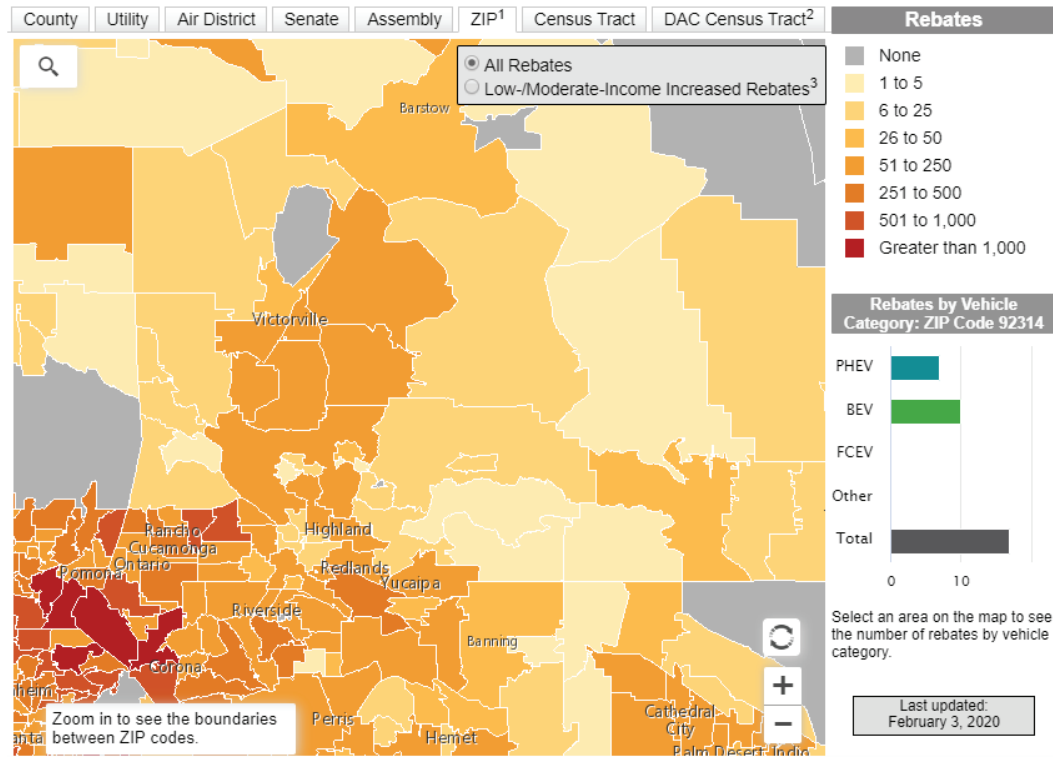 County
Utility
Air District
Senate
Assembly
ZIP1
Census Tract
DAC Census Tract2
All Rebates
Low-/Moderate-Income Increased Rebates3
Barstow
Victorville
Highland
Rancho
Cucamonga
Ontario
Pomona
Redlands
Yucaipa
Riverside
Banning
Corona
heim
Perris
Hemet
Cathedral
City
Palm Desert
Indio
anta
Zoom in to see the boundaries
between ZIP codes.
Rebates
None
1 to 5
6 to 25
26 to 50
51 to 250
251 to 500
501 to 1,000
Greater than 1,000
Rebates by Vehicle
Category: ZIP Code 92314
PHEV
BEV
FCEV
Other
Total
0 10
Select an area on the map to see
the number of rebates by vehicle
category.
Last updated:
February 3, 2020